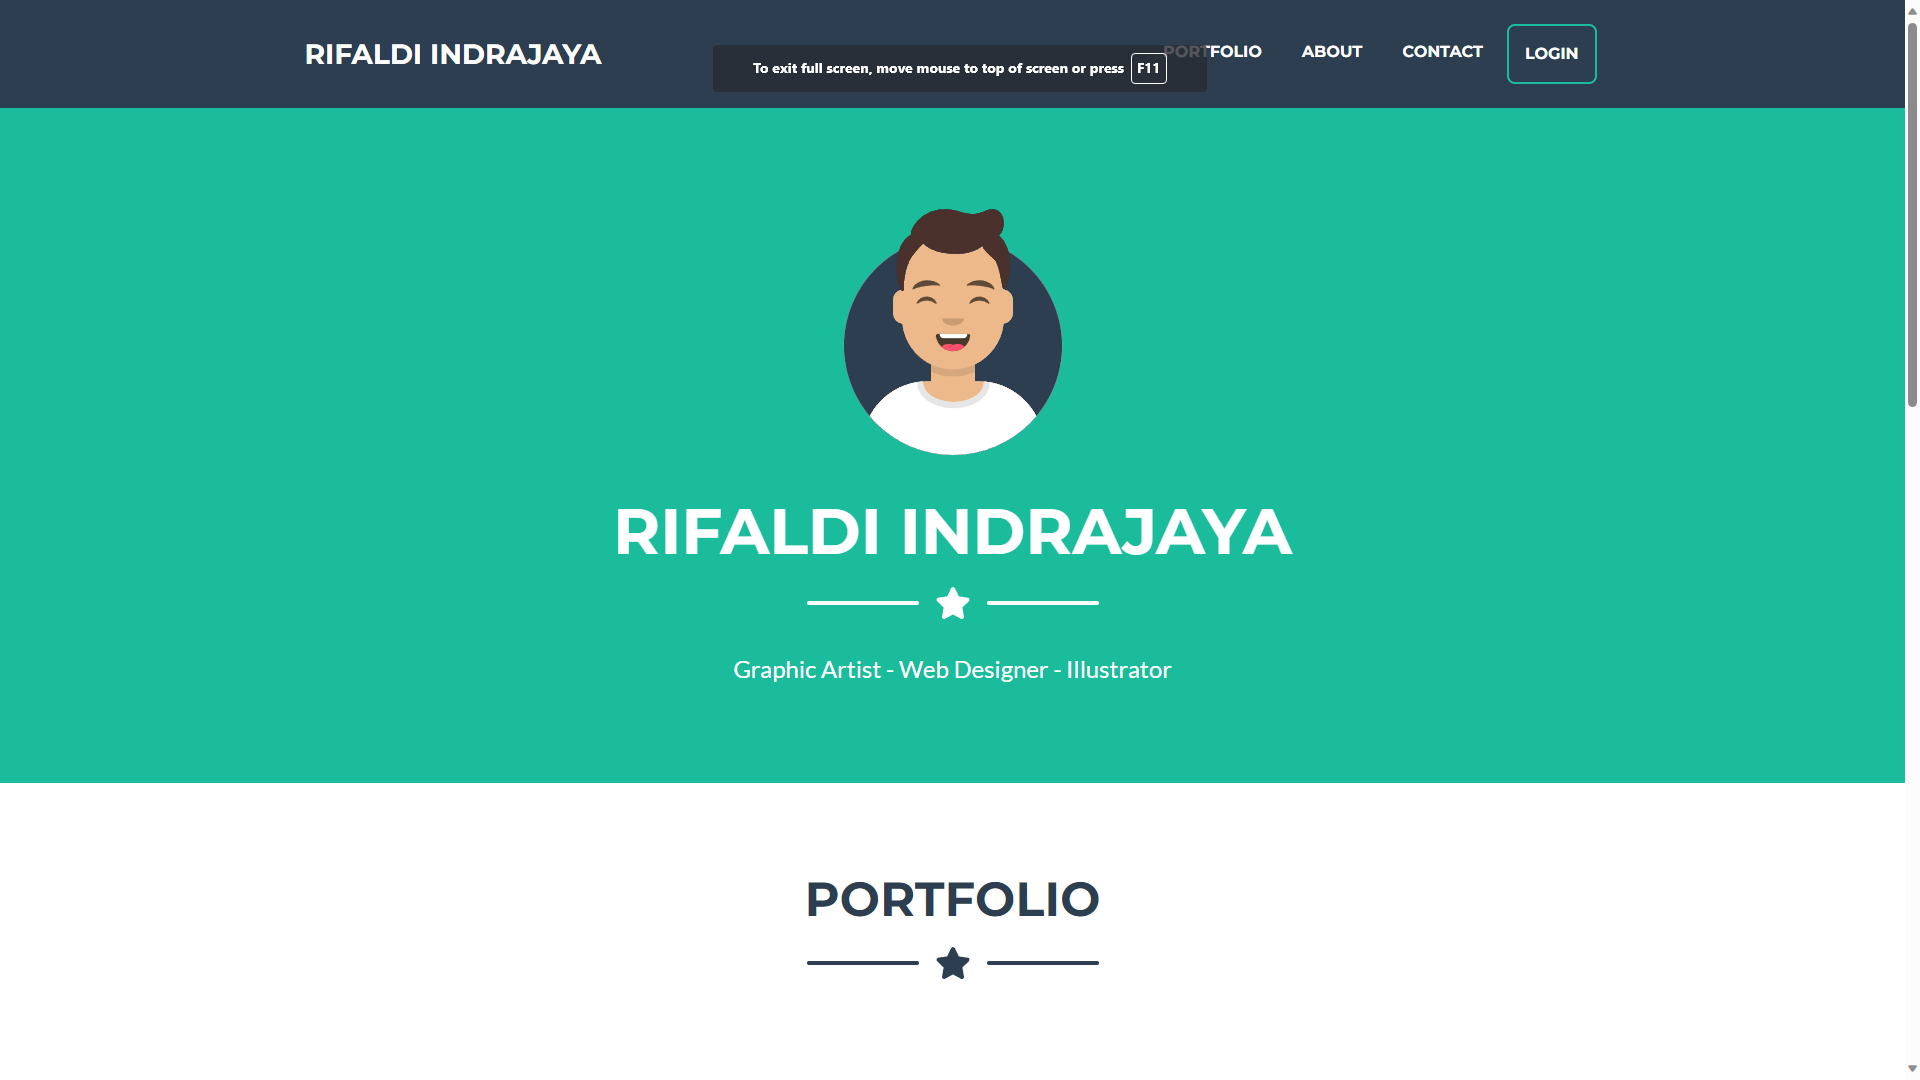 RIFALDI INDRAJAYA
PORTFOLIO ABOUT CONTACT LOGIN
To exit full screen, move mouse to top of screen or press F11
RIFALDI INDRAJAYA
Graphic Artist - Web Designer - Illustrator
PORTFOLIO